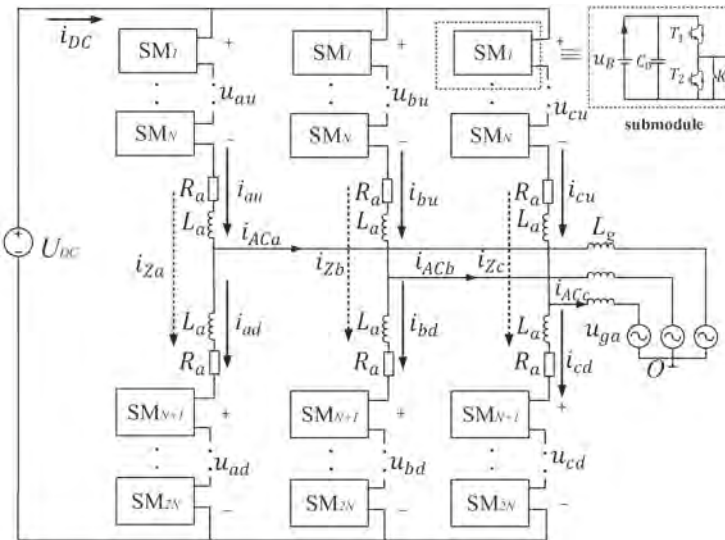 i_DC
SM_1 +
SM_1 +
SM_1 +
≡
u_B C_0 T_1
T_2 K
submodule
u_au
u_bu
u_cu
SM_N −
SM_N −
SM_N −
R_a i_au
R_a i_bu
R_a i_cu
L_a i_ACa
L_a
L_a L_g
U_DC
i_Za
i_Zb i_ACb
i_Zc
i_ACc
L_a i_ad
L_a i_bd
L_a
u_ga
R_a
R_a
R_a i_cd
O
SM_N+1 +
SM_N+1 +
SM_N+1 +
u_ad
u_bd
u_cd
SM_2N −
SM_2N −
SM_2N −